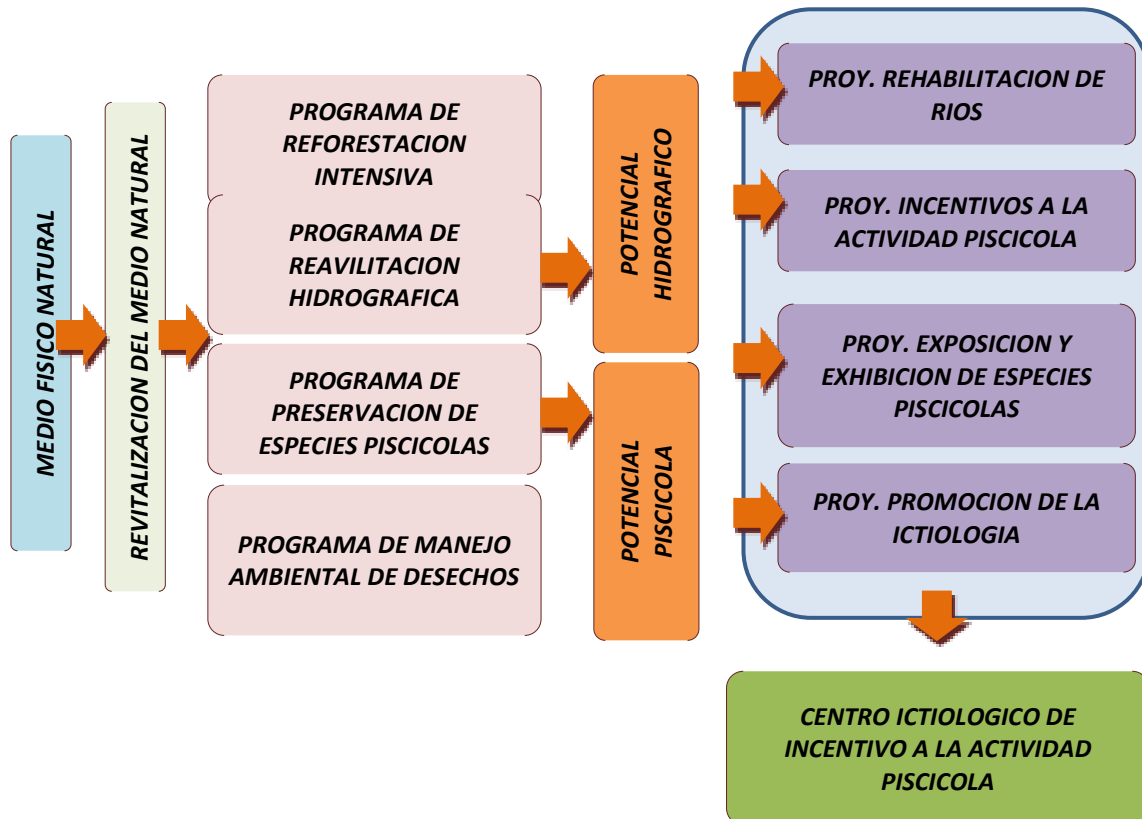 MEDIO FISICO NATURAL
REVITALIZACION DEL MEDIO NATURAL
PROGRAMA DE
REFORESTACION
INTENSIVA
PROGRAMA DE
REAVILITACION
HIDROGRAFICA
PROGRAMA DE
PRESERVACION DE
ESPECIES PISCICOLAS
PROGRAMA DE MANEJO
AMBIENTAL DE DESECHOS
POTENCIAL
HIDROGRAFICO
POTENCIAL
PISCICOLA
PROY. REHABILITACION DE
RIOS
PROY. INCENTIVOS A LA
ACTIVIDAD PISCICOLA
PROY. EXPOSICION Y
EXHIBICION DE ESPECIES
PISCICOLAS
PROY. PROMOCION DE LA
ICTIOLOGIA
CENTRO ICTIOLOGICO DE
INCENTIVO A LA ACTIVIDAD
PISCICOLA